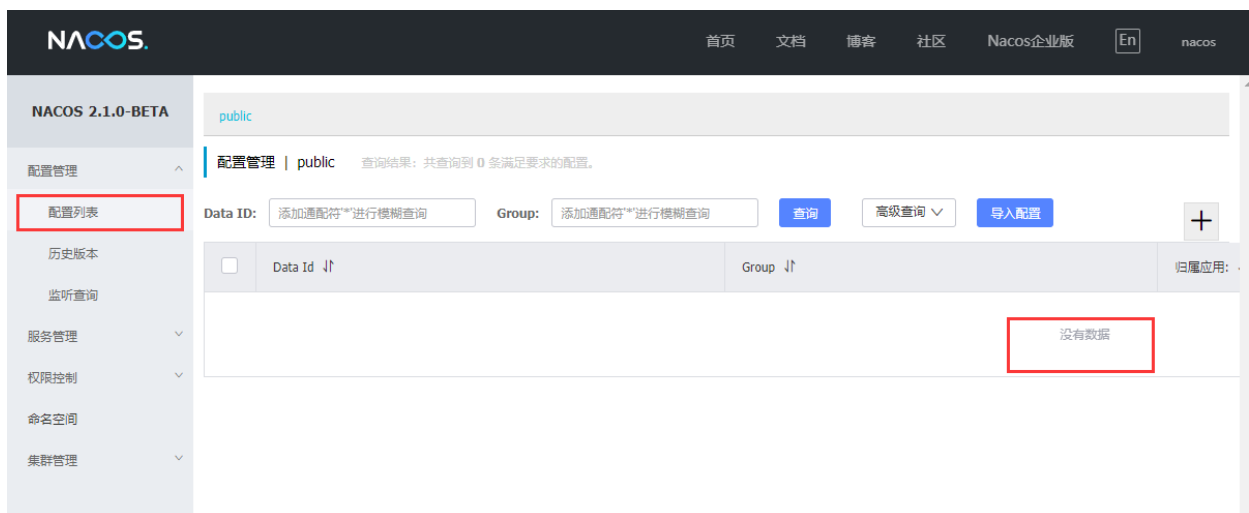 NACOS. 首页 文档 博客 社区 Nacos企业版 En nacos
NACOS 2.1.0-BETA
public
配置管理
配置管理 | public 查询结果：共查询到 0 条满足要求的配置。
配置列表
Data ID: 添加通配符'*'进行模糊查询 Group: 添加通配符'*'进行模糊查询 查询 高级查询 导入配置 +
历史版本
Data Id Group 归属应用:
监听查询
服务管理
没有数据
权限控制
命名空间
集群管理